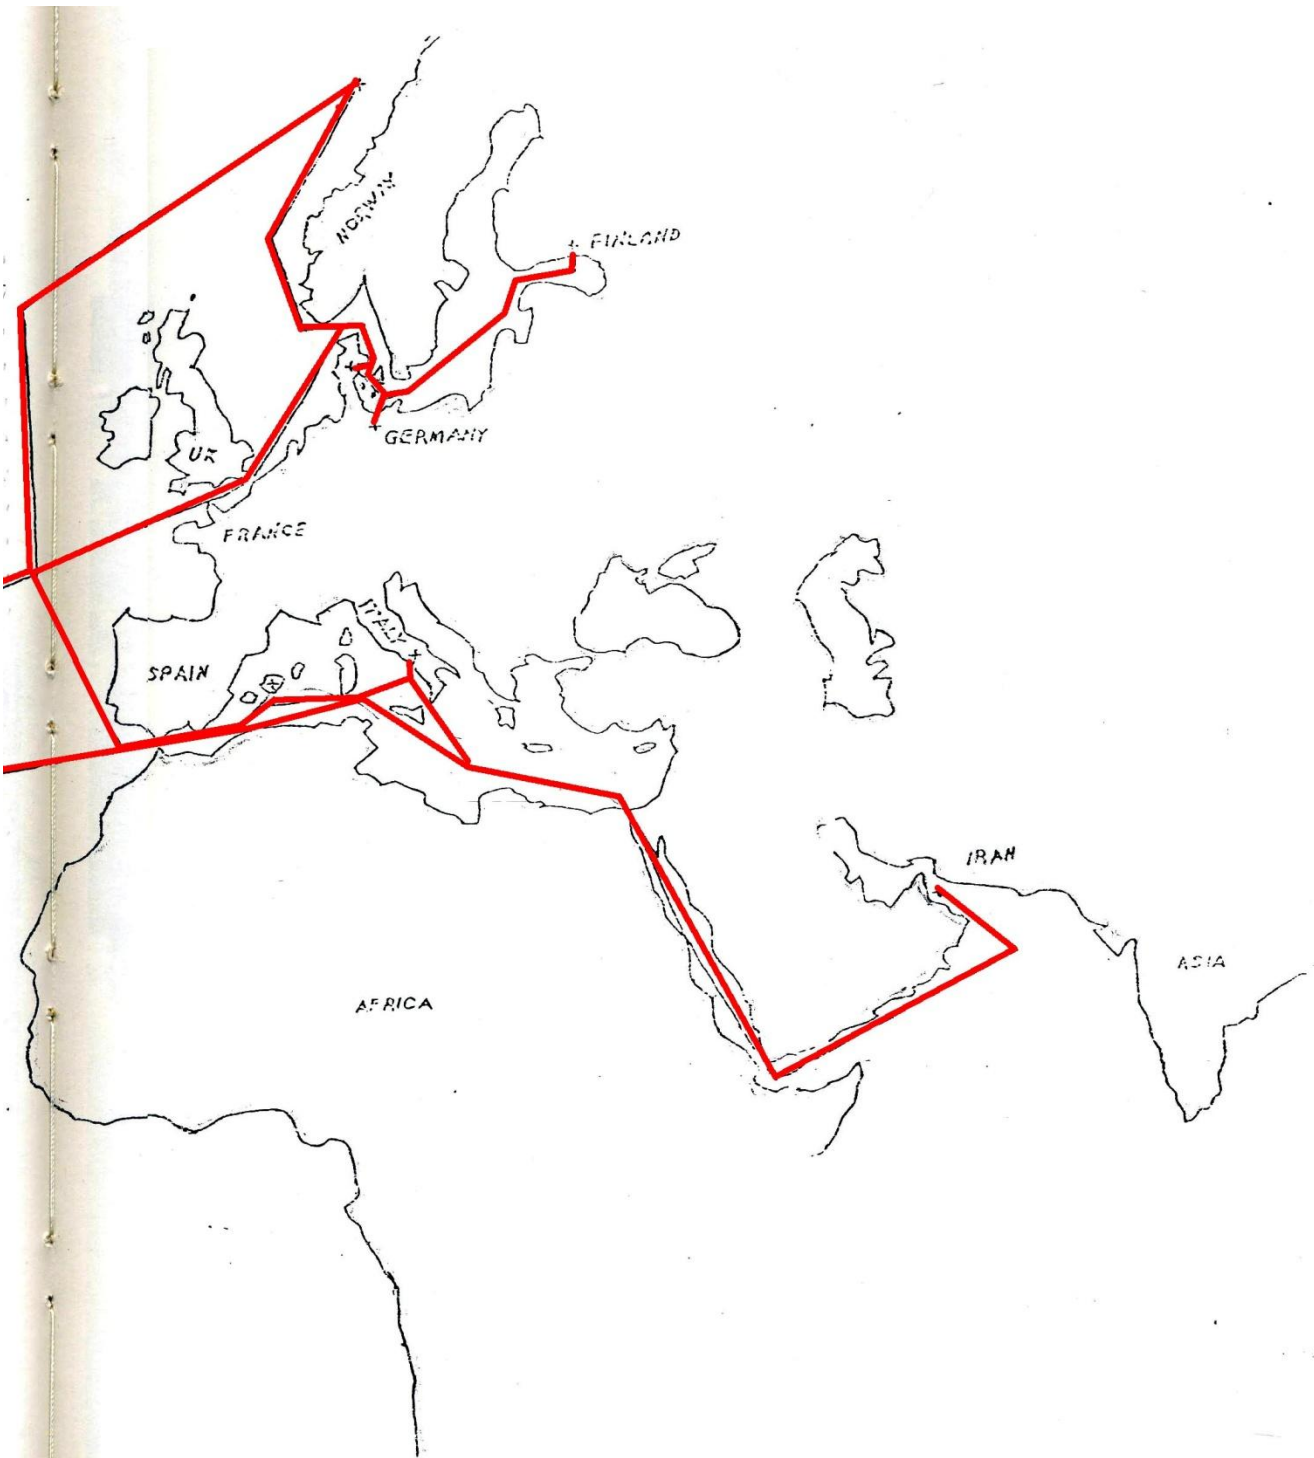 NORWAY
FINLAND
GERMANY
UK
FRANCE
ITALY
SPAIN
IRAN
ASIA
AFRICA